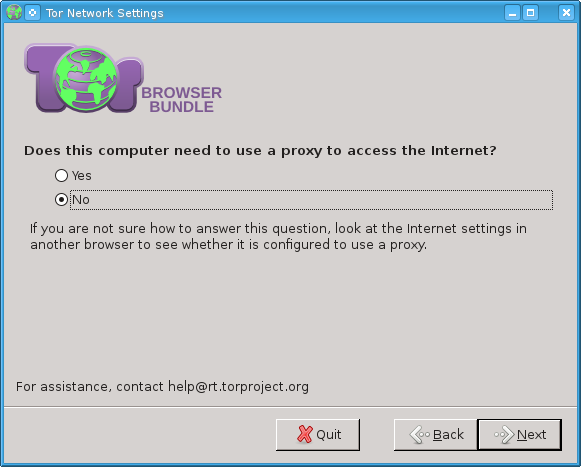 Tor Network Settings
Tor
BROWSER
BUNDLE
Does this computer need to use a proxy to access the Internet?
Yes
No
If you are not sure how to answer this question, look at the Internet settings in
another browser to see whether it is configured to use a proxy.
For assistance, contact help@rt.torproject.org
Quit
Back
Next